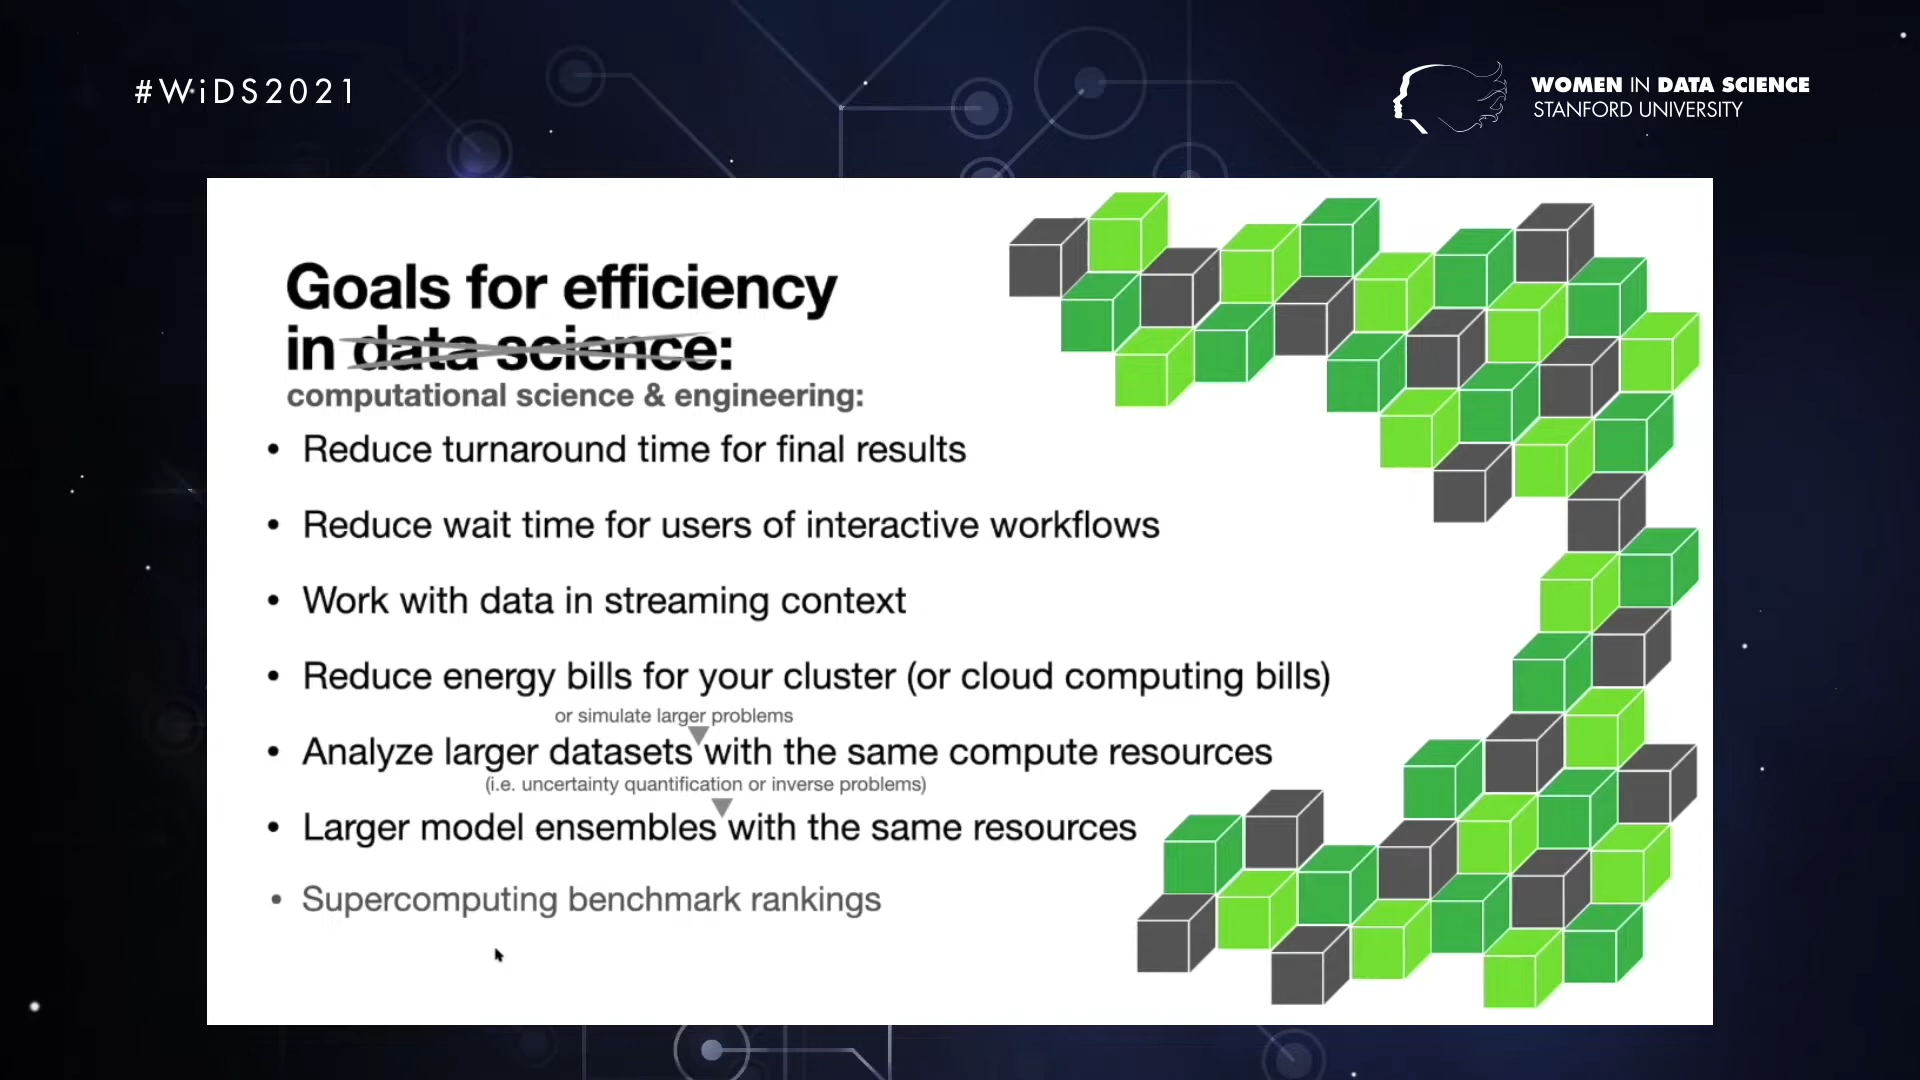 #WiDS2021
WOMEN IN DATA SCIENCE
STANFORD UNIVERSITY
Goals for efficiency
in data science:
computational science & engineering:
• Reduce turnaround time for final results
• Reduce wait time for users of interactive workflows
• Work with data in streaming context
• Reduce energy bills for your cluster (or cloud computing bills)
or simulate larger problems
• Analyze larger datasets with the same compute resources
(i.e. uncertainty quantification or inverse problems)
• Larger model ensembles with the same resources
• Supercomputing benchmark rankings